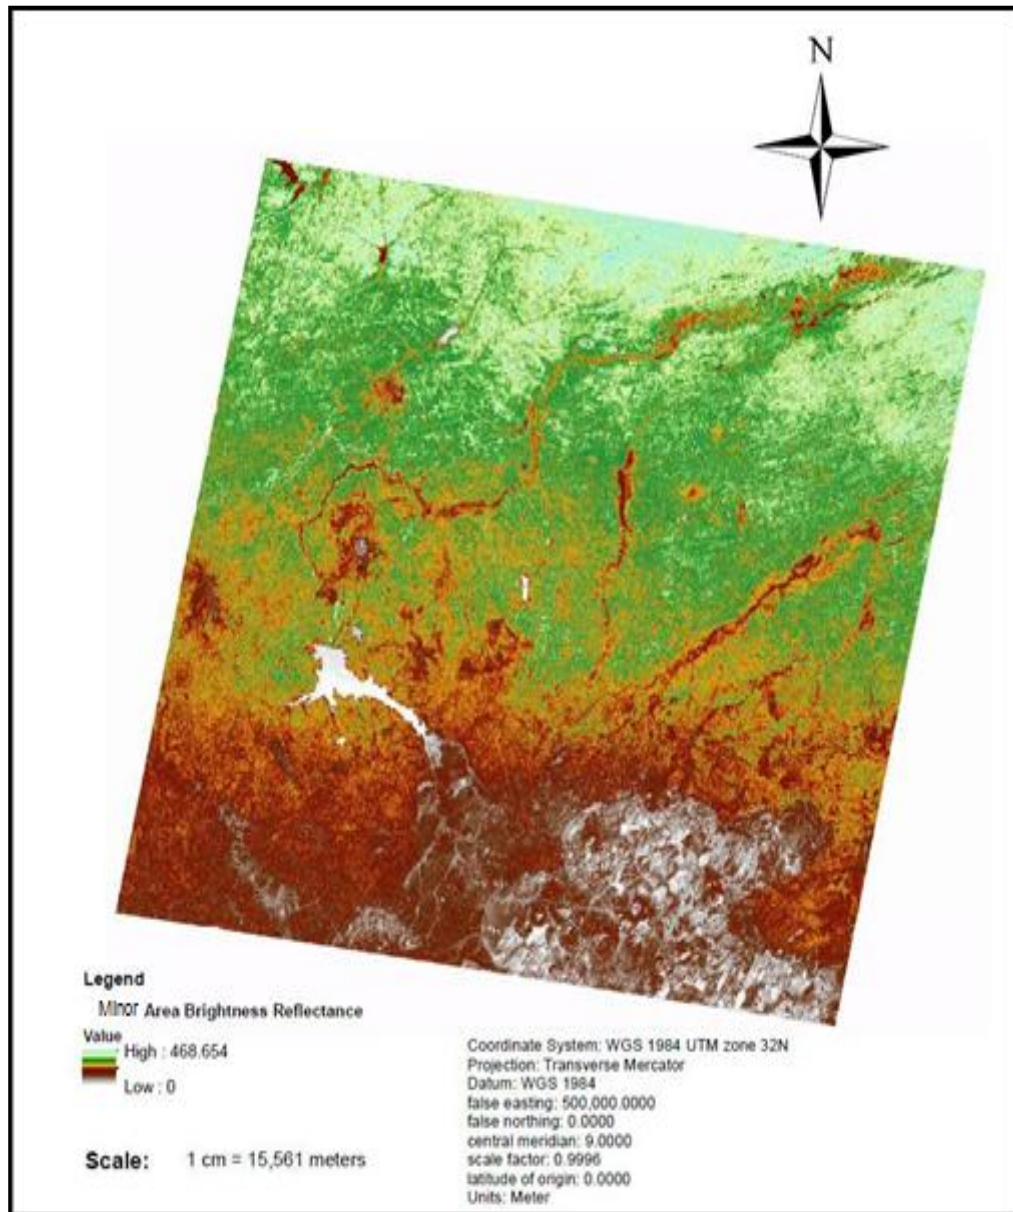 N
Legend
Minor Area Brightness Reflectance
Value
High : 468.654
Low : 0
Scale: 1 cm = 15,561 meters
Coordinate System: WGS 1984 UTM zone 32N
Projection: Transverse Mercator
Datum: WGS 1984
false easting: 500,000.0000
false northing: 0.0000
central meridian: 9.0000
scale factor: 0.9996
latitude of origin: 0.0000
Units: Meter